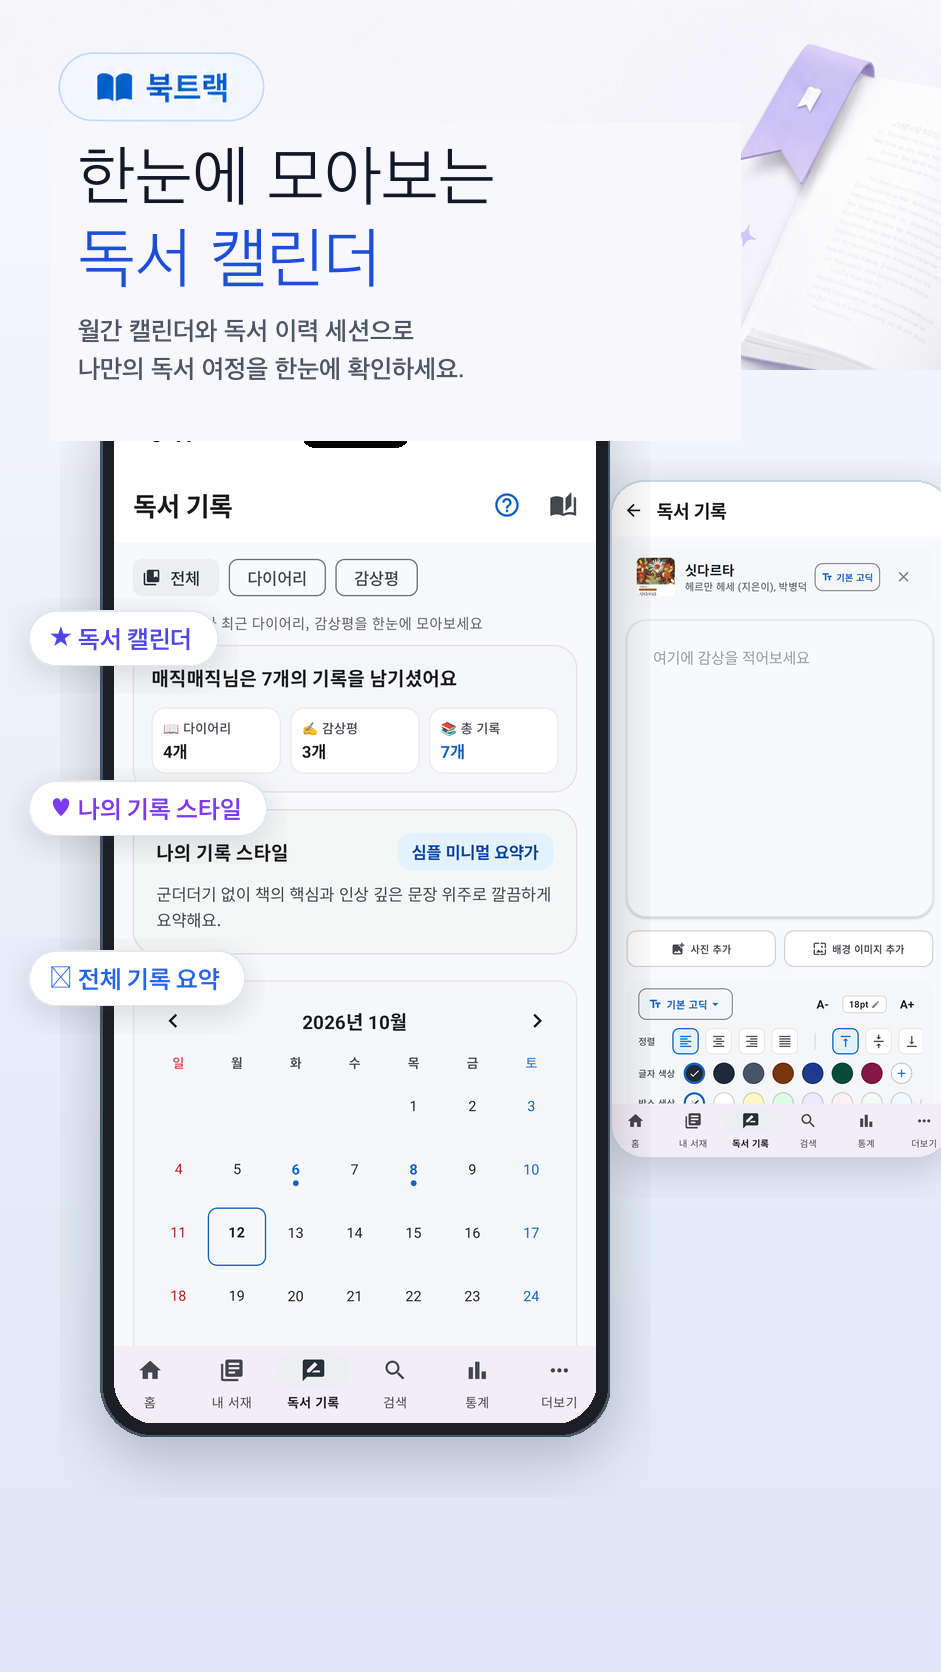 북트랙
한눈에 모아보는
독서 캘린더
월간 캘린더와 독서 이력 세션으로
나만의 독서 여정을 한눈에 확인하세요.
독서 기록
전체
다이어리
감상평
최근 다이어리, 감상평을 한눈에 모아보세요
★ 독서 캘린더
매직매직님은 7개의 기록을 남기셨어요
📖 다이어리
4개
✍️ 감상평
3개
📚 총 기록
7개
♥ 나의 기록 스타일
나의 기록 스타일
심플 미니멀 요약가
군더더기 없이 책의 핵심과 인상 깊은 문장 위주로 깔끔하게
요약해요.
전체 기록 요약
2026년 10월
일 월 화 수 목 금 토
1 2 3
4 5 6 7 8 9 10
11 12 13 14 15 16 17
18 19 20 21 22 23 24
홈 내 서재 독서 기록 검색 통계 더보기
독서 기록
싯다르타
헤르만 헤세 (지은이), 박병덕
Tr 기본 고딕
여기에 감상을 적어보세요
사진 추가
배경 이미지 추가
Tr 기본 고딕
A- 18pt A+
정렬
글자 색상
홈 내 서재 독서 기록 검색 통계 더보기